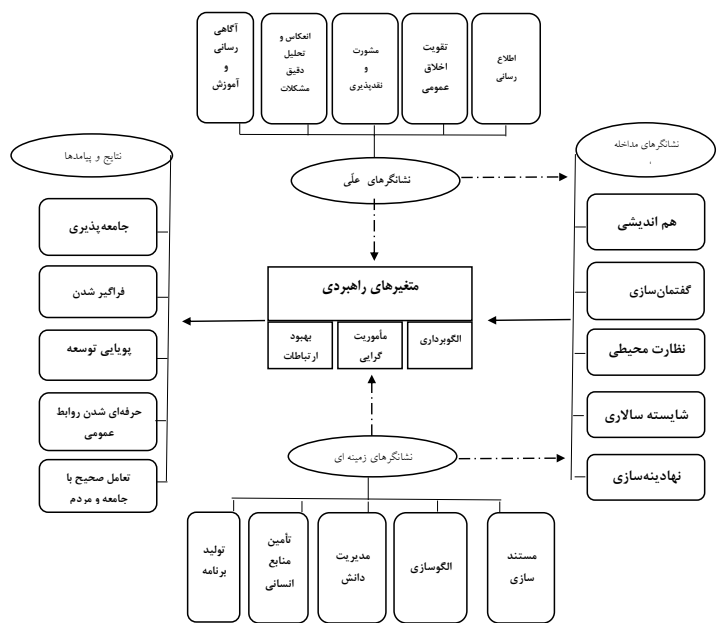 اطلاع
رسانی
تقویت
اخلاق
عمومی
مشورت
و
نقدپذیری
انعکاس و
تحلیل
دقیق
مشکلات
آگاهی
رسانی
و
آموزش
نشانگرهای مداخله
نشانگرهای علّی
نتایج و پیامدها
هم اندیشی
گفتمان‌سازی
نظارت محیطی
شایسته سالاری
نهادینه‌سازی
متغیرهای راهبردی
الگوبرداری
مأموریت
گرایی
بهبود
ارتباطات
جامعه‌پذیری
فراگیر شدن
پویایی توسعه
حرفه‌ای شدن روابط
عمومی
تعامل صحیح با
جامعه و مردم
نشانگرهای زمینه ای
مستند
سازی
الگوسازی
مدیریت
دانش
تأمین
منابع
انسانی
تولید
برنامه